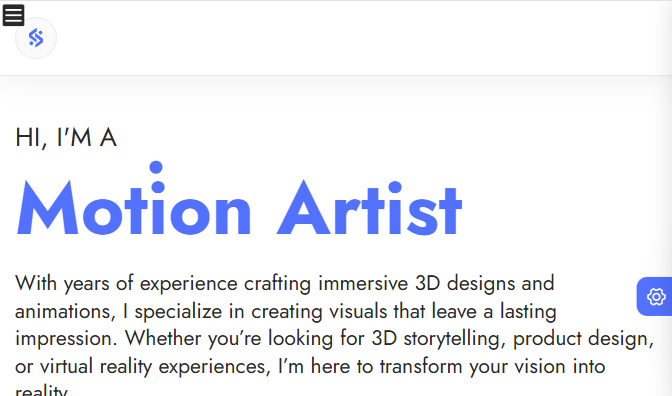 HI, I'M A
Motion Artist
With years of experience crafting immersive 3D designs and
animations, I specialize in creating visuals that leave a lasting
impression. Whether you’re looking for 3D storytelling, product design,
or virtual reality experiences, I’m here to transform your vision into
reality